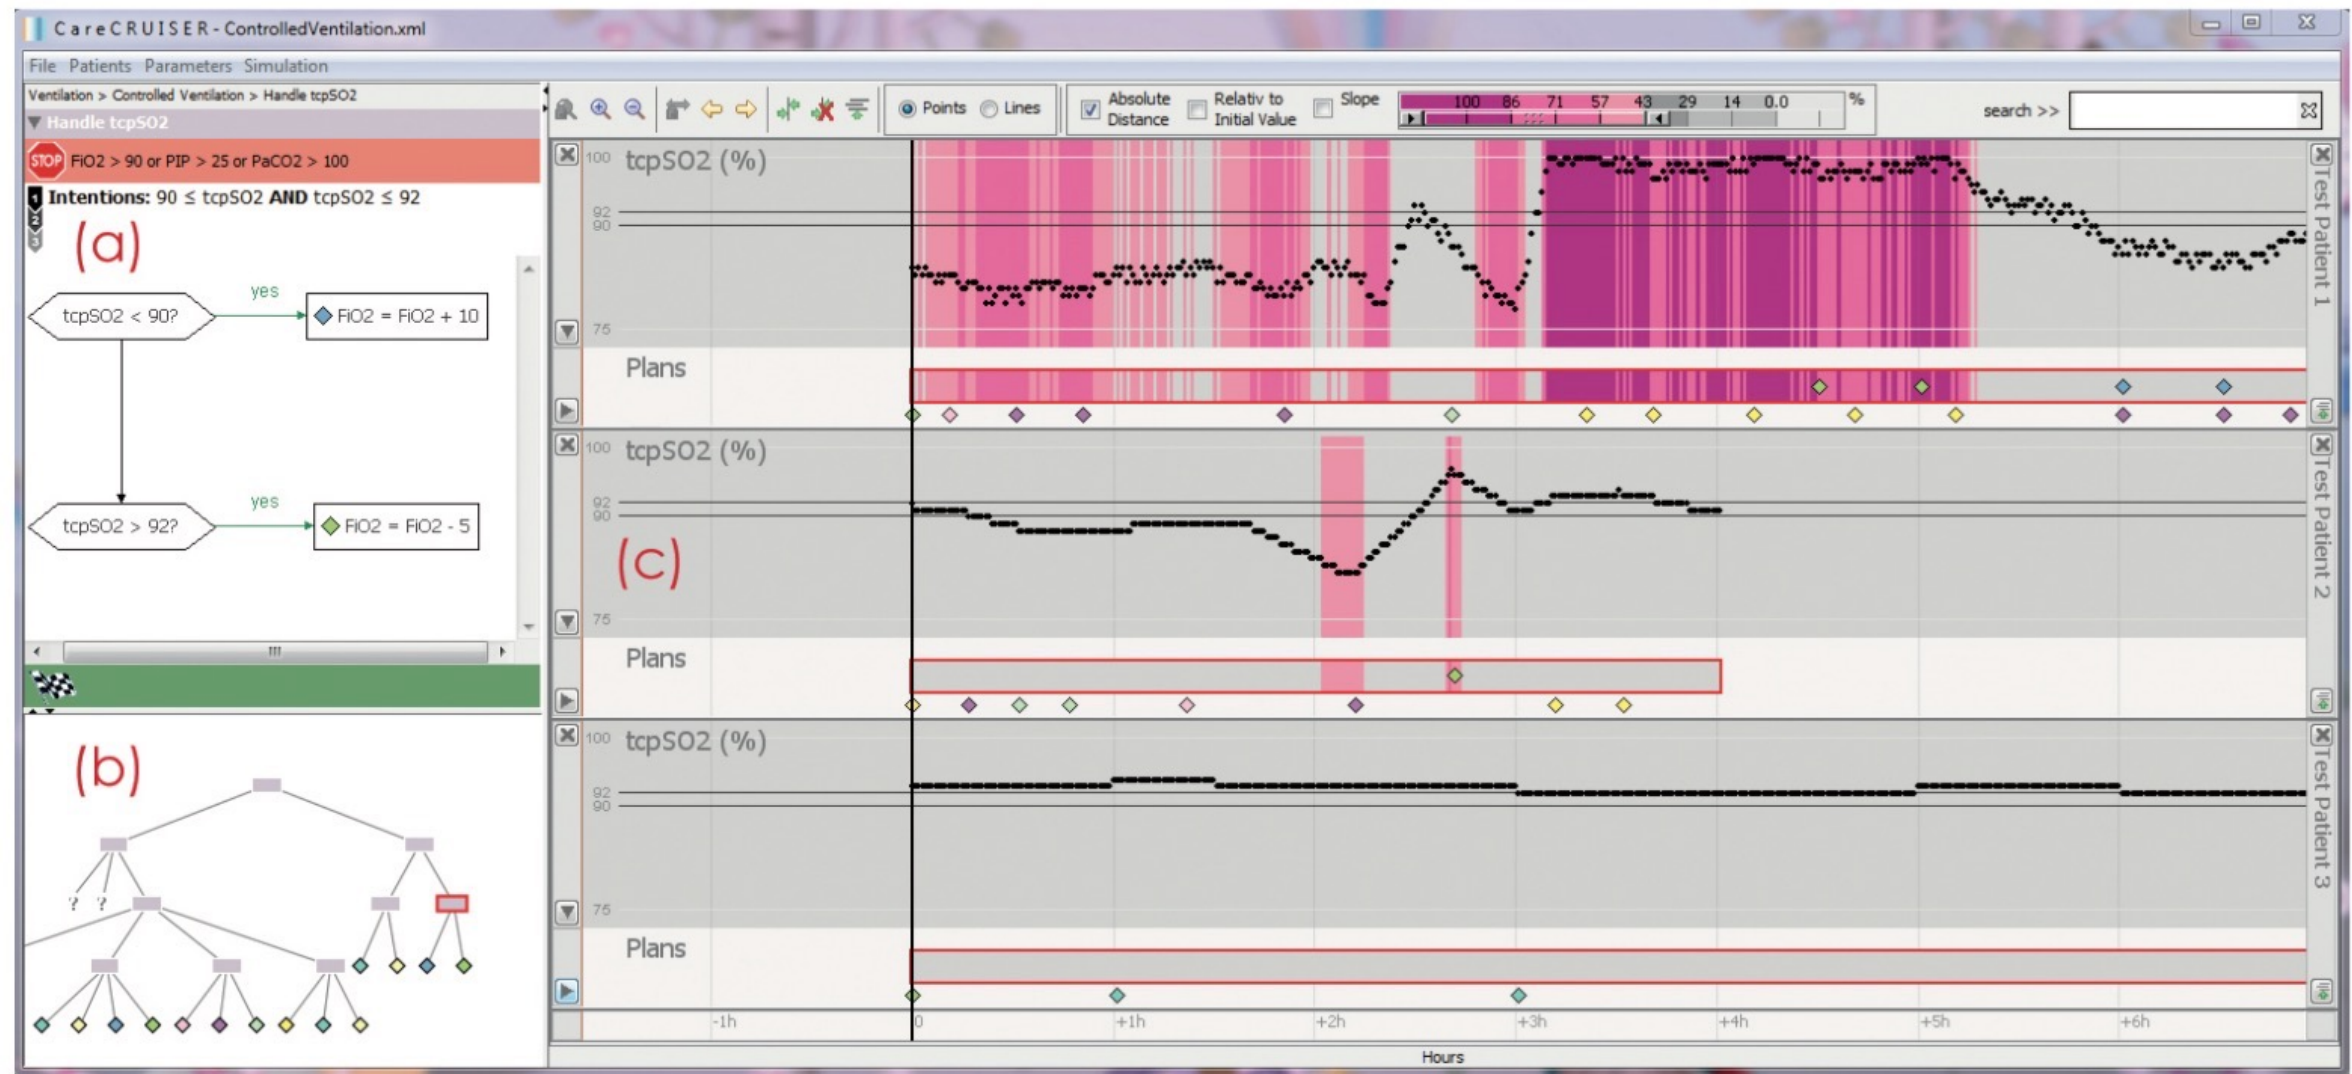 CareCRUISER - ControlledVentilation.xml
File Patients Parameters Simulation
Ventilation > Controlled Ventilation > Handle tcpSO2
Handle tcpSO2
STOP FiO2 > 90 or PIP > 25 or PaCO2 > 100
1 Intentions: 90 ≤ tcpSO2 AND tcpSO2 ≤ 92
2
3
(a)
tcpSO2 < 90?
yes
FiO2 = FiO2 + 10
tcpSO2 > 92?
yes
FiO2 = FiO2 - 5
(b)
? ?
Points Lines
Absolute Distance
Relativ to Initial Value
Slope
100 86 71 57 43 29 14 0.0 %
search >>
100 tcpSO2 (%)
92
90
75
Plans
Test Patient 1
100 tcpSO2 (%)
92
90
(c)
75
Plans
Test Patient 2
100 tcpSO2 (%)
92
90
75
Plans
Test Patient 3
-1h 0 +1h +2h +3h +4h +5h +6h
Hours